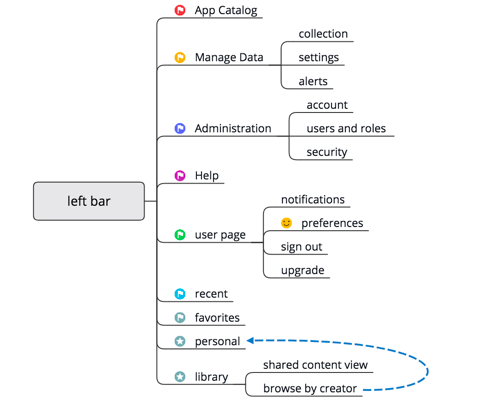 left bar
App Catalog
Manage Data
collection
settings
alerts
Administration
account
users and roles
security
Help
user page
notifications
preferences
sign out
upgrade
recent
favorites
personal
library
shared content view
browse by creator